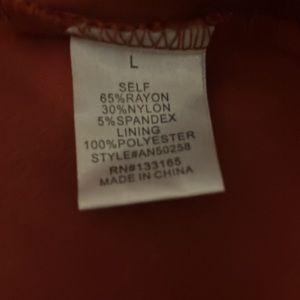 L
SELF
65%RAYON
30%NYLON
5%SPANDEX
LINING
100%POLYESTER
STYLE#AN50258
RN#133165
MADE IN CHINA